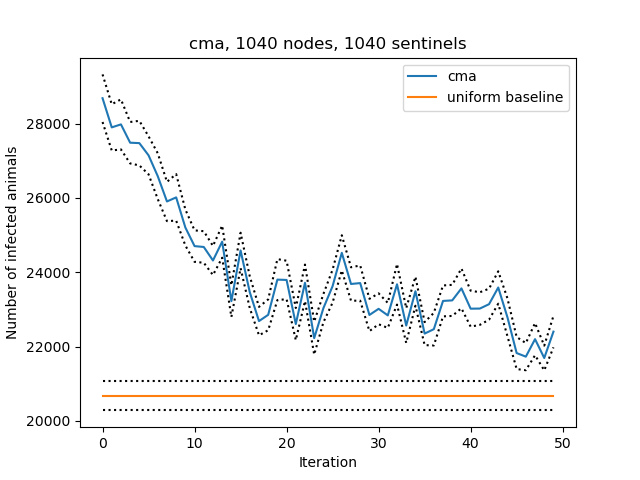 cma, 1040 nodes, 1040 sentinels
cma
uniform baseline
Number of infected animals
28000
26000
24000
22000
20000
0 10 20 30 40 50
Iteration